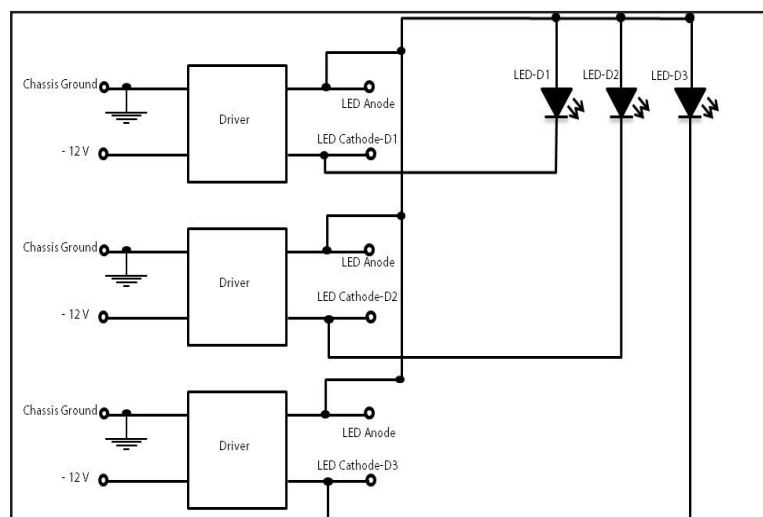 LED-D1
LED-D2
LED-D3
Chassis Ground
Driver
LED Anode
- 12 V
LED Cathode-D1
Chassis Ground
Driver
LED Anode
- 12 V
LED Cathode-D2
Chassis Ground
Driver
LED Anode
- 12 V
LED Cathode-D3